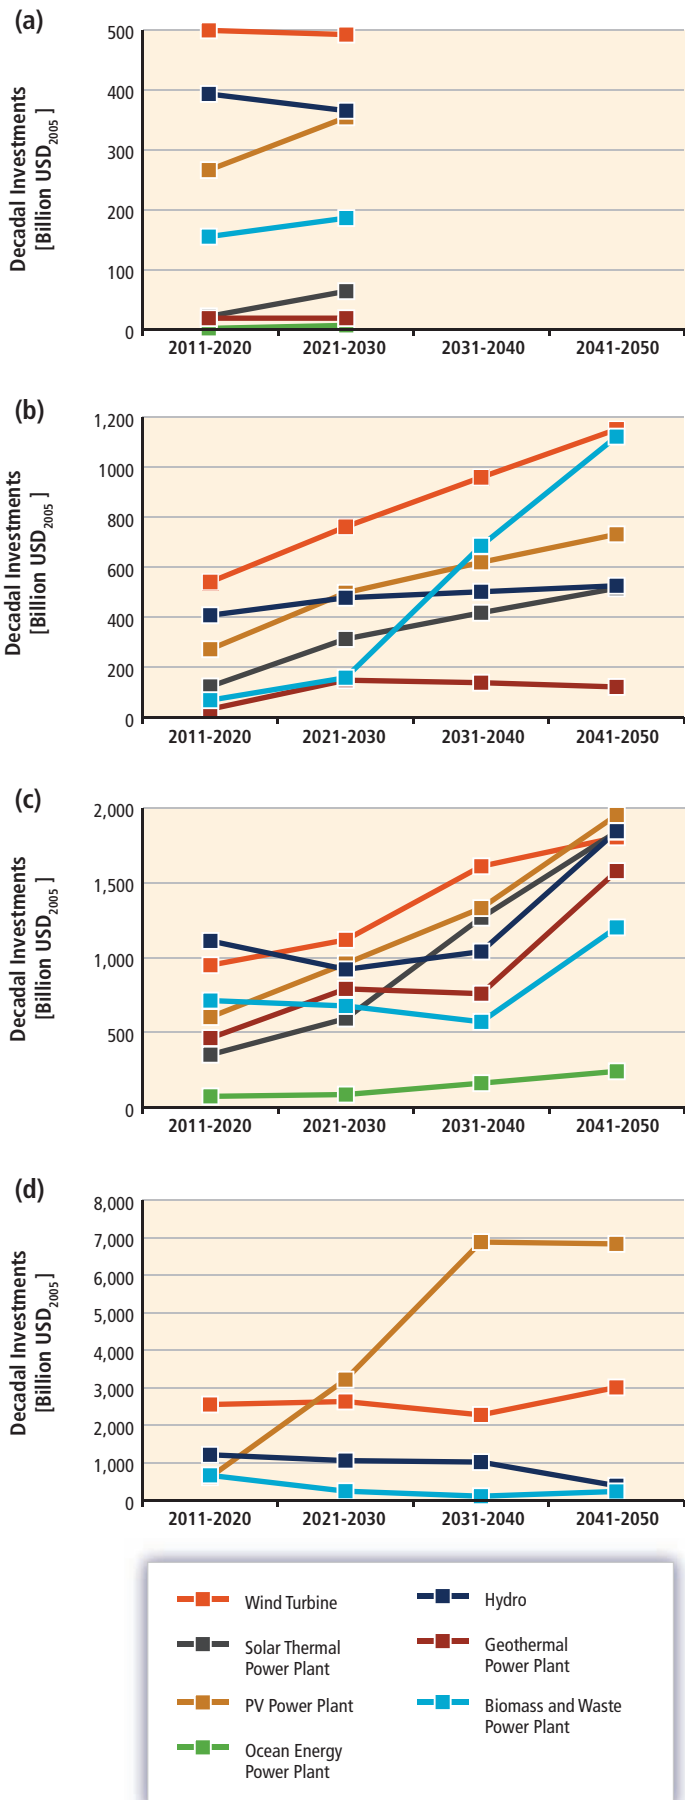 (a)
Decadal Investments
[Billion USD2005 ]
500
400
300
200
100
0
2011-2020 2021-2030 2031-2040 2041-2050
(b)
Decadal Investments
[Billion USD2005 ]
1,200
1000
800
600
400
200
0
2011-2020 2021-2030 2031-2040 2041-2050
(c)
Decadal Investments
[Billion USD2005 ]
2,000
1,500
1,000
500
0
2011-2020 2021-2030 2031-2040 2041-2050
(d)
Decadal Investments
[Billion USD2005 ]
8,000
7,000
6,000
5,000
4,000
3,000
2,000
1,000
0
2011-2020 2021-2030 2031-2040 2041-2050
Wind Turbine
Solar Thermal
Power Plant
PV Power Plant
Ocean Energy
Power Plant
Hydro
Geothermal
Power Plant
Biomass and Waste
Power Plant